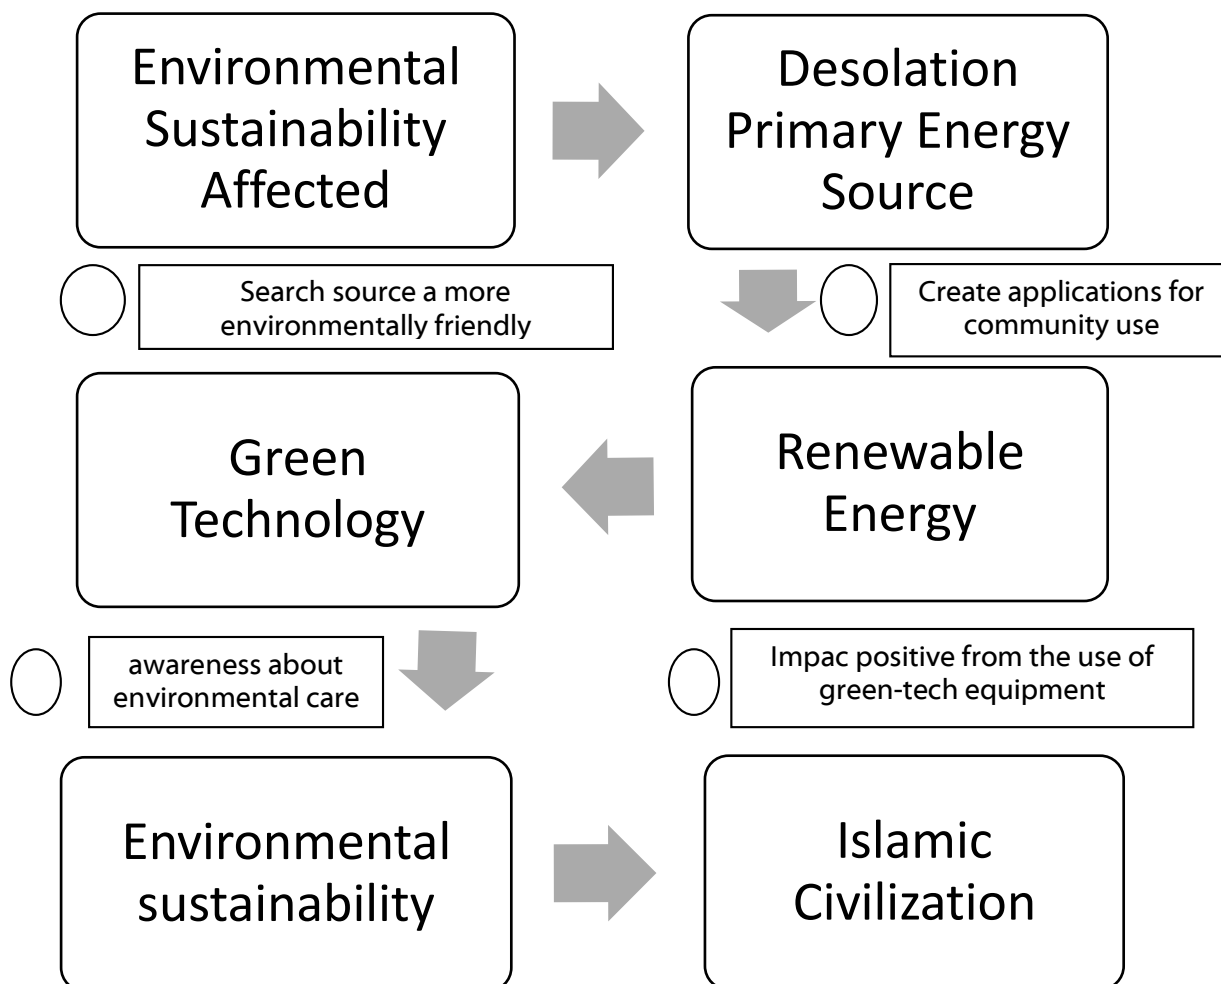 Environmental
Sustainability
Affected
Desolation
Primary Energy
Source
Search source a more
environmentally friendly
Create applications for
community use
Green
Technology
Renewable
Energy
awareness about
environmental care
Impac positive from the use of
green-tech equipment
Environmental
sustainability
Islamic
Civilization